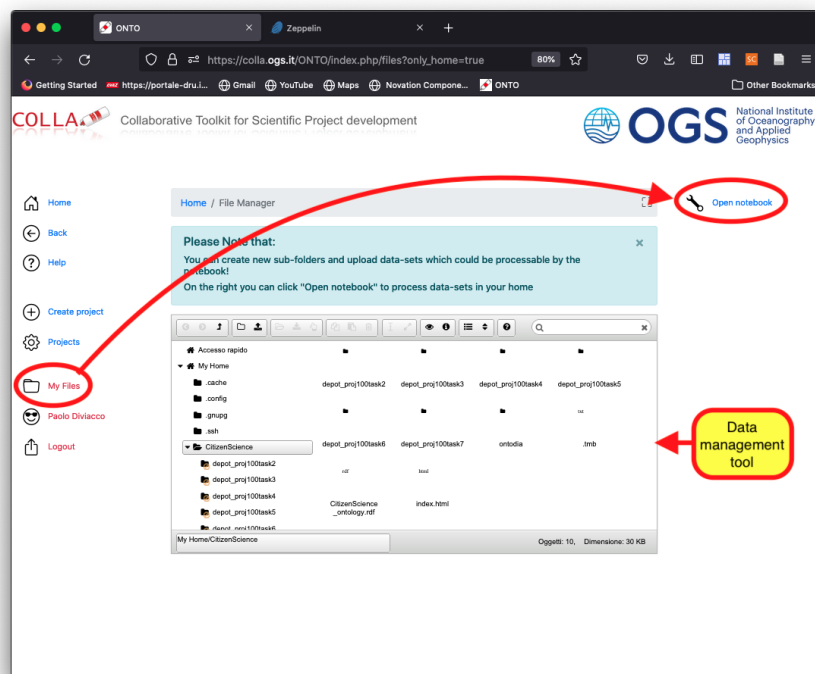 ONTO
Zeppelin
https://colla.ogs.it/ONTO/index.php/files?only_home=true
80%
Getting Started
https://portale-dru.i...
Gmail
YouTube
Maps
Novation Compone...
ONTO
Other Bookmarks
COLLA
Collaborative Toolkit for Scientific Project development
OGS
National Institute
of Oceanography
and Applied
Geophysics
Home
Back
Help
Create project
Projects
My Files
Paolo Diviacco
Logout
Home / File Manager
Open notebook
Please Note that:
You can create new sub-folders and upload data-sets which could be processable by the
notebook!
On the right you can click "Open notebook" to process data-sets in your home
Accesso rapido
My Home
.cache
.config
.gnupg
.ssh
CitizenScience
depot_proj100task2
depot_proj100task3
depot_proj100task4
depot_proj100task5
depot_proj100task6
depot_proj100task2
depot_proj100task3
depot_proj100task4
depot_proj100task5
depot_proj100task6
depot_proj100task7
ontodia
.tmb
rdf
html
CitizenScience
_ontology.rdf
index.html
My Home/CitizenScience
Oggetti: 10, Dimensione: 30 KB
Data
management
tool